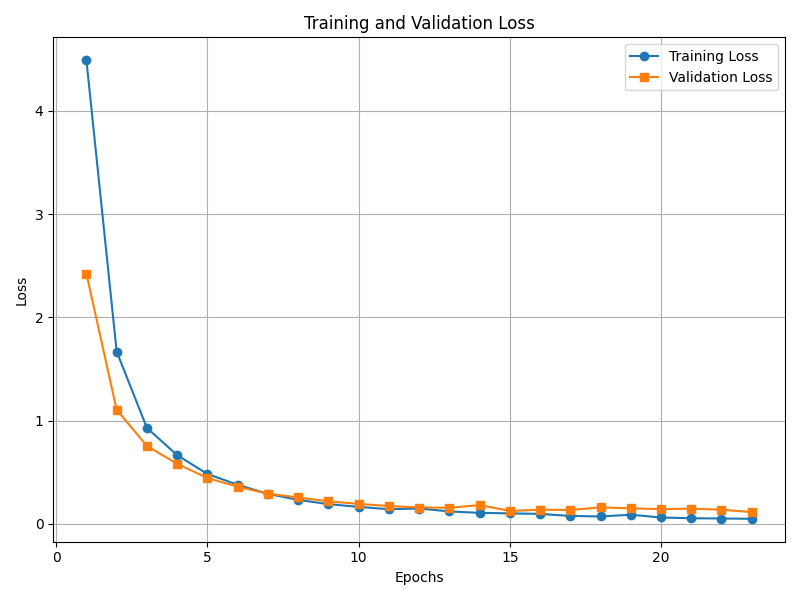 Training and Validation Loss
Training Loss
Validation Loss
4
3
2
1
0
Loss
0 5 10 15 20
Epochs